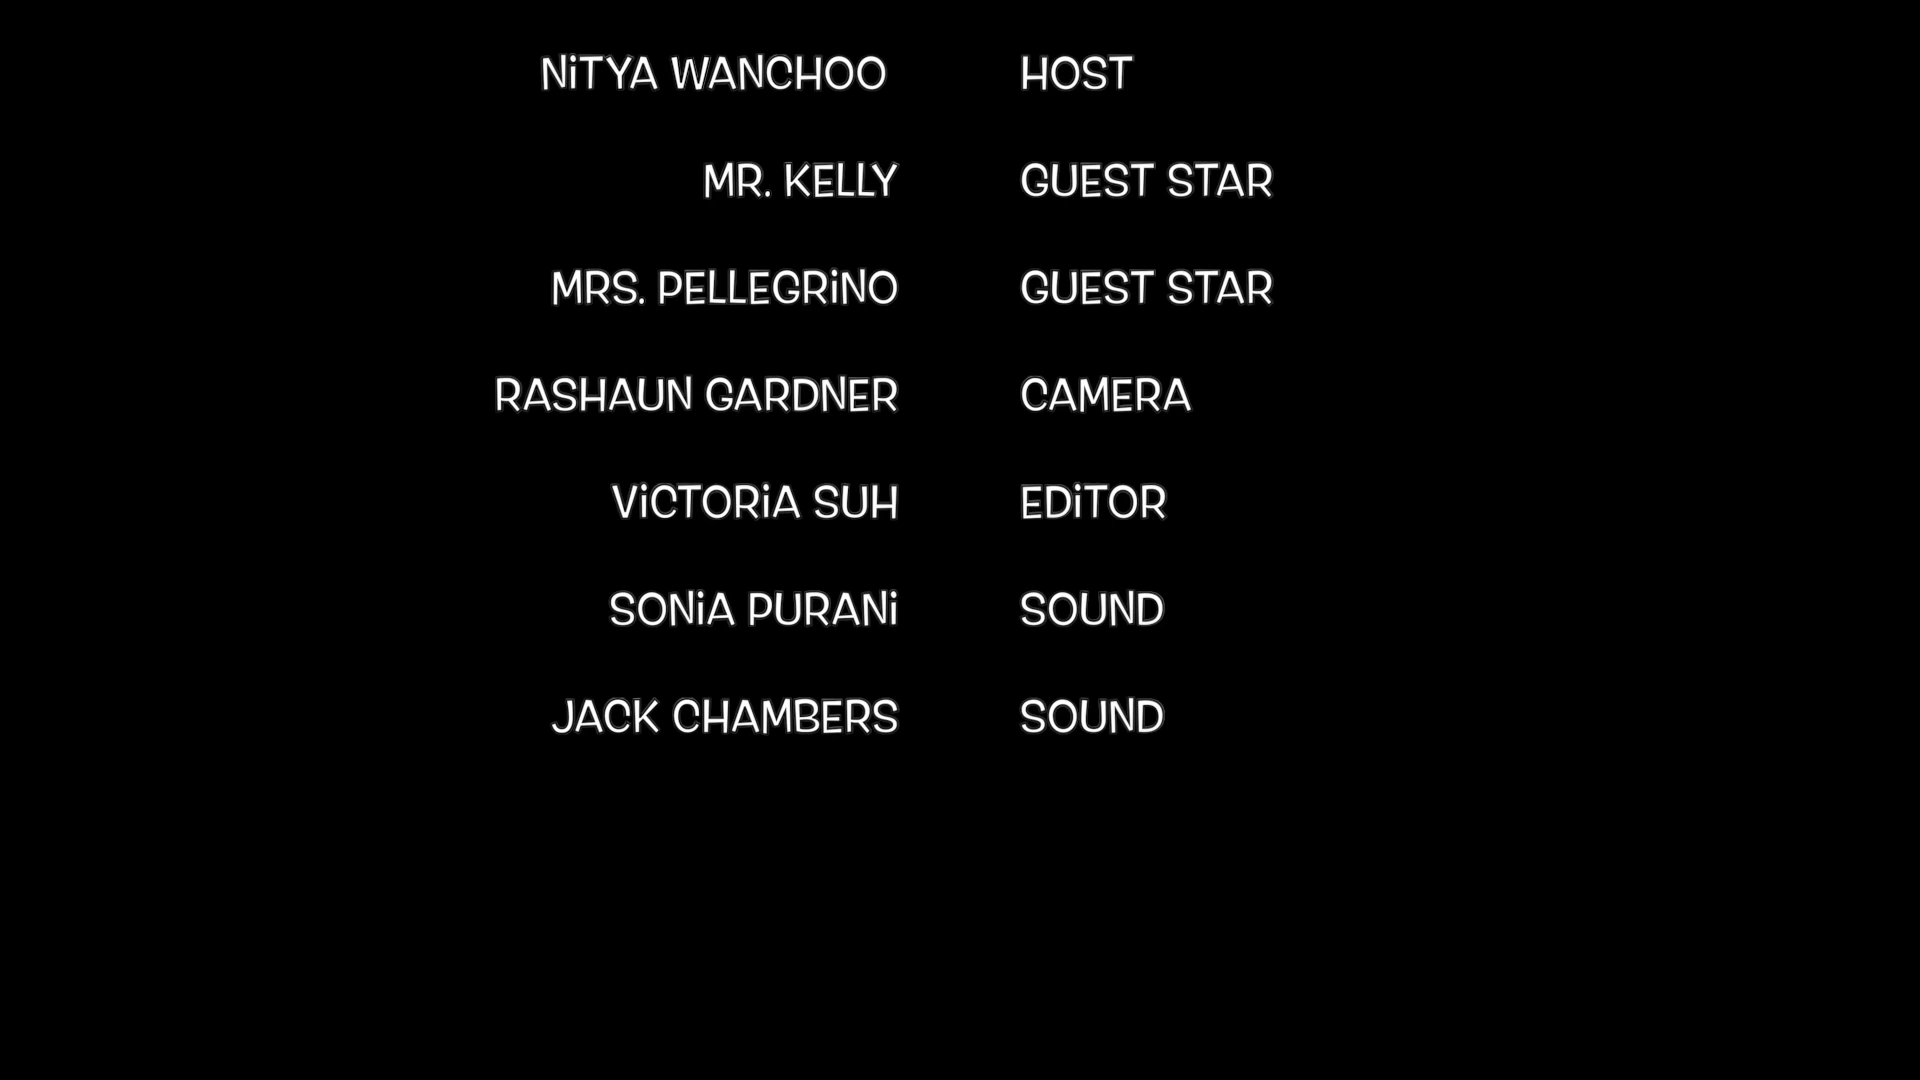 NiTYA WANCHOO HOST
MR. KELLY GUEST STAR
MRS. PELLEGRiNO GUEST STAR
RASHAUN GARDNER CAMERA
ViCTORiA SUH EDiTOR
SONiA PURANi SOUND
JACK CHAMBERS SOUND